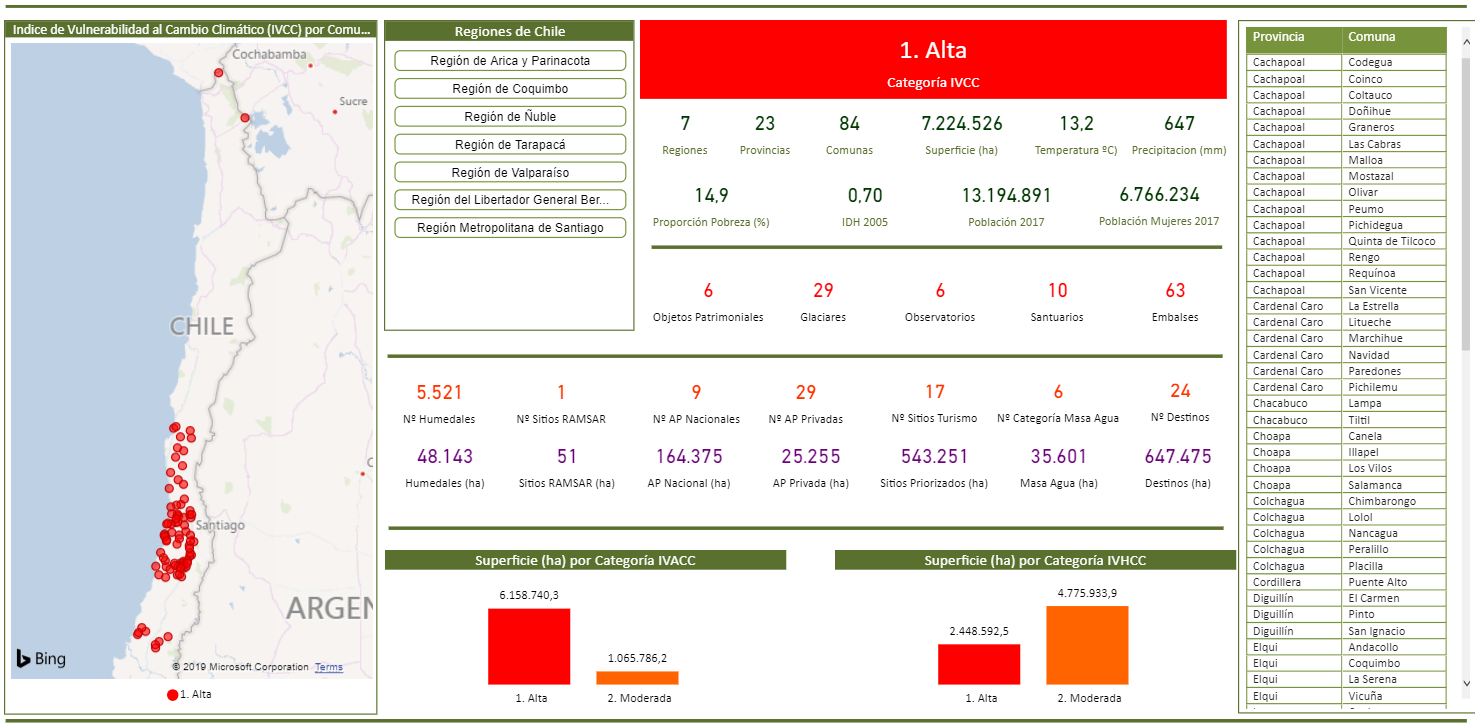 Indice de Vulnerabilidad al Cambio Climático (IVCC) por Comu...
Cochabamba
Sucre
CHILE
Santiago
ARGEN
C
Bing
© 2019 Microsoft Corporation Terms
1. Alta
Regiones de Chile
Región de Arica y Parinacota
Región de Coquimbo
Región de Ñuble
Región de Tarapacá
Región de Valparaíso
Región del Libertador General Ber...
Región Metropolitana de Santiago
1. Alta
Categoría IVCC
7 23 84 7.224.526 13,2 647
Regiones Provincias Comunas Superficie (ha) Temperatura ºC) Precipitacion (mm)
14,9 0,70 13.194.891 6.766.234
Proporción Pobreza (%) IDH 2005 Población 2017 Población Mujeres 2017
6 29 6 10 63
Objetos Patrimoniales Glaciares Observatorios Santuarios Embalses
5.521 1 9 29 17 6 24
Nº Humedales Nº Sitios RAMSAR Nº AP Nacionales Nº AP Privadas Nº Sitios Turismo Nº Categoría Masa Agua Nº Destinos
48.143 51 164.375 25.255 543.251 35.601 647.475
Humedales (ha) Sitios RAMSAR (ha) AP Nacional (ha) AP Privada (ha) Sitios Priorizados (ha) Masa Agua (ha) Destinos (ha)
Superficie (ha) por Categoría IVACC
6.158.740,3
1.065.786,2
1. Alta 2. Moderada
Superficie (ha) por Categoría IVHCC
4.775.933,9
2.448.592,5
1. Alta 2. Moderada
Provincia Comuna
Cachapoal Codegua
Cachapoal Coinco
Cachapoal Coltauco
Cachapoal Doñihue
Cachapoal Graneros
Cachapoal Las Cabras
Cachapoal Malloa
Cachapoal Mostazal
Cachapoal Olivar
Cachapoal Peumo
Cachapoal Pichidegua
Cachapoal Quinta de Tilcoco
Cachapoal Rengo
Cachapoal Requínoa
Cachapoal San Vicente
Cardenal Caro La Estrella
Cardenal Caro Litueche
Cardenal Caro Marchihue
Cardenal Caro Navidad
Cardenal Caro Paredones
Cardenal Caro Pichilemu
Chacabuco Lampa
Chacabuco Tiltil
Choapa Canela
Choapa Illapel
Choapa Los Vilos
Choapa Salamanca
Colchagua Chimbarongo
Colchagua Lolol
Colchagua Nancagua
Colchagua Peralillo
Colchagua Placilla
Cordillera Puente Alto
Diguillín El Carmen
Diguillín Pinto
Diguillín San Ignacio
Elqui Andacollo
Elqui Coquimbo
Elqui La Serena
Elqui Vicuña